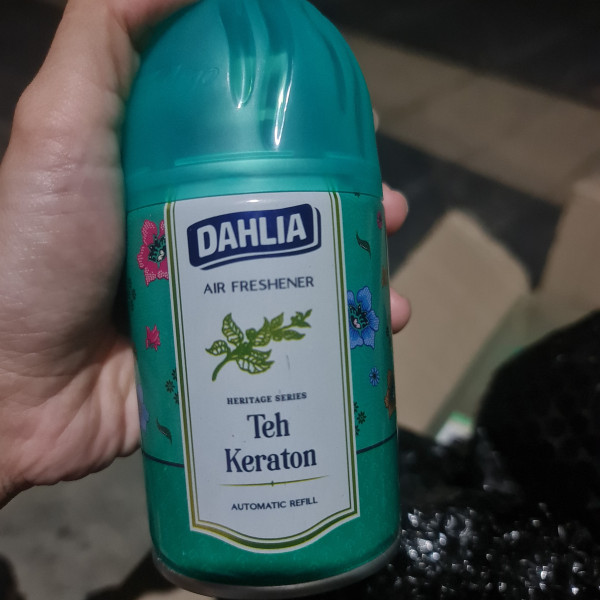 DAHLIA
AIR FRESHENER
HERITAGE SERIES
Teh
Keraton
AUTOMATIC REFILL